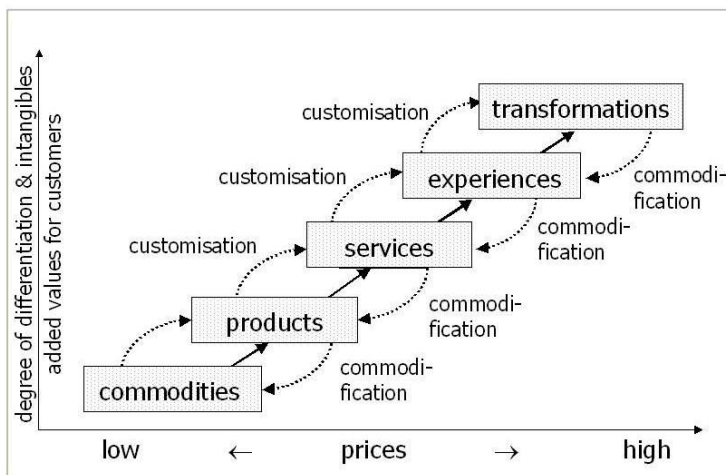 degree of differentiation & intangibles
added values for customers
transformations
customisation
experiences
commodi-
fication
customisation
services
commodi-
fication
customisation
products
commodi-
fication
commodities
commodi-
fication
low ← prices → high